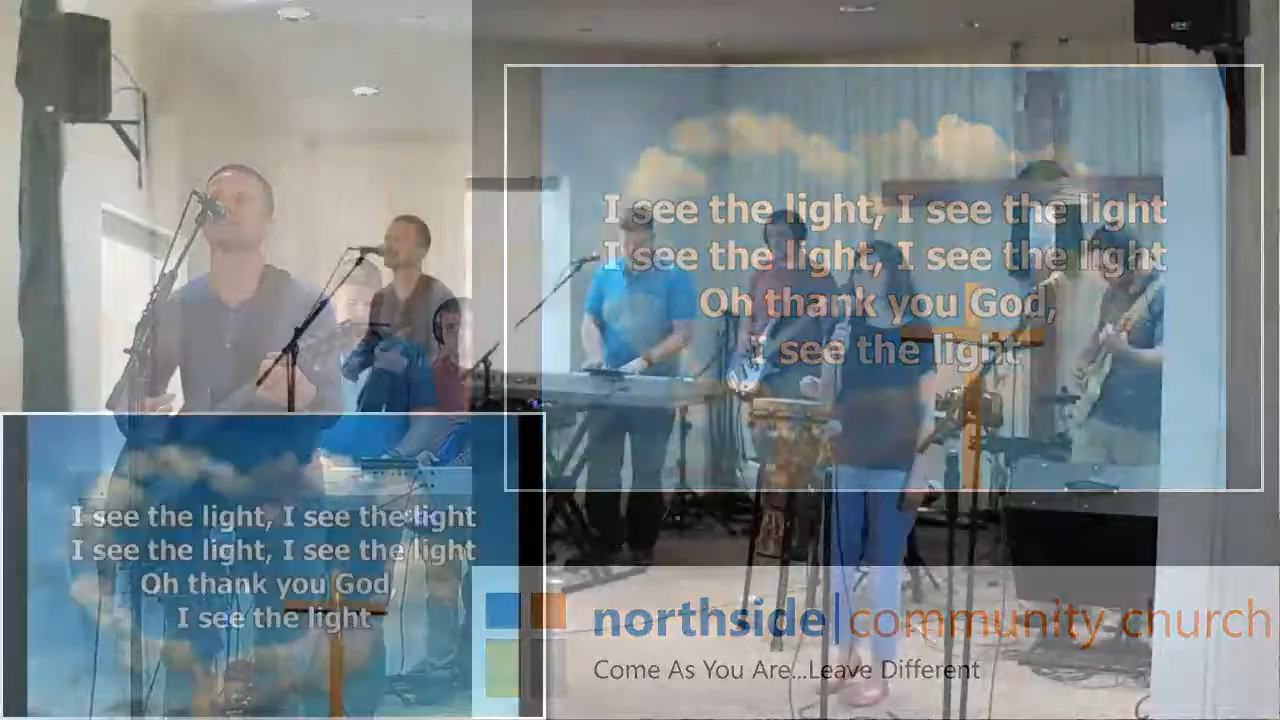 I see the light, I see the light
I see the light, I see the light
Oh thank you God,
I see the light
I see the light, I see the light
I see the light, I see the light
Oh thank you God
I see the light
northside|community church
Come As You Are...Leave Different